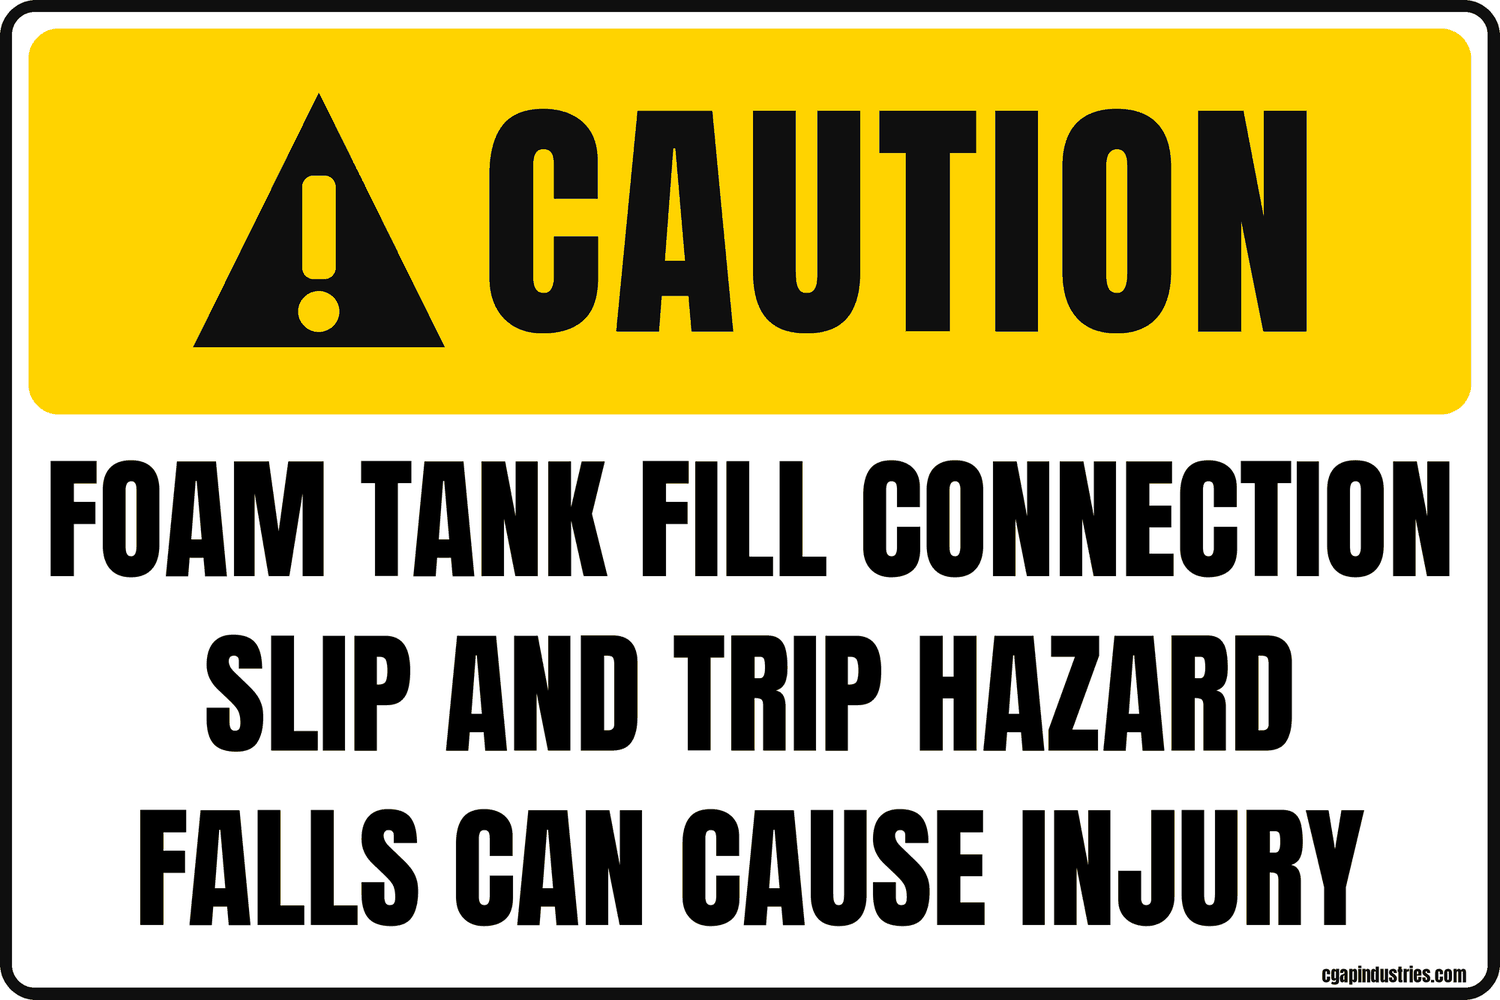 CAUTION
FOAM TANK FILL CONNECTION
SLIP AND TRIP HAZARD
FALLS CAN CAUSE INJURY
cgapindustries.com